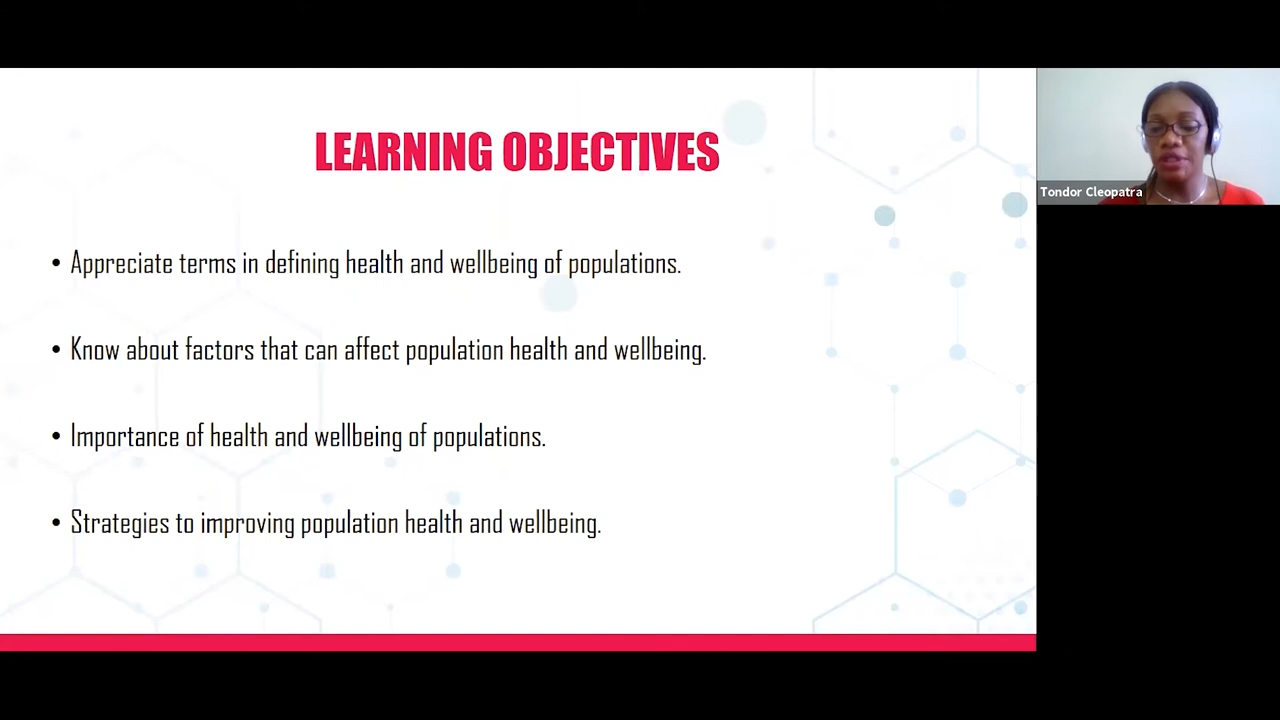 LEARNING OBJECTIVES
Tondor Cleopatra
• Appreciate terms in defining health and wellbeing of populations.
• Know about factors that can affect population health and wellbeing.
• Importance of health and wellbeing of populations.
• Strategies to improving population health and wellbeing.